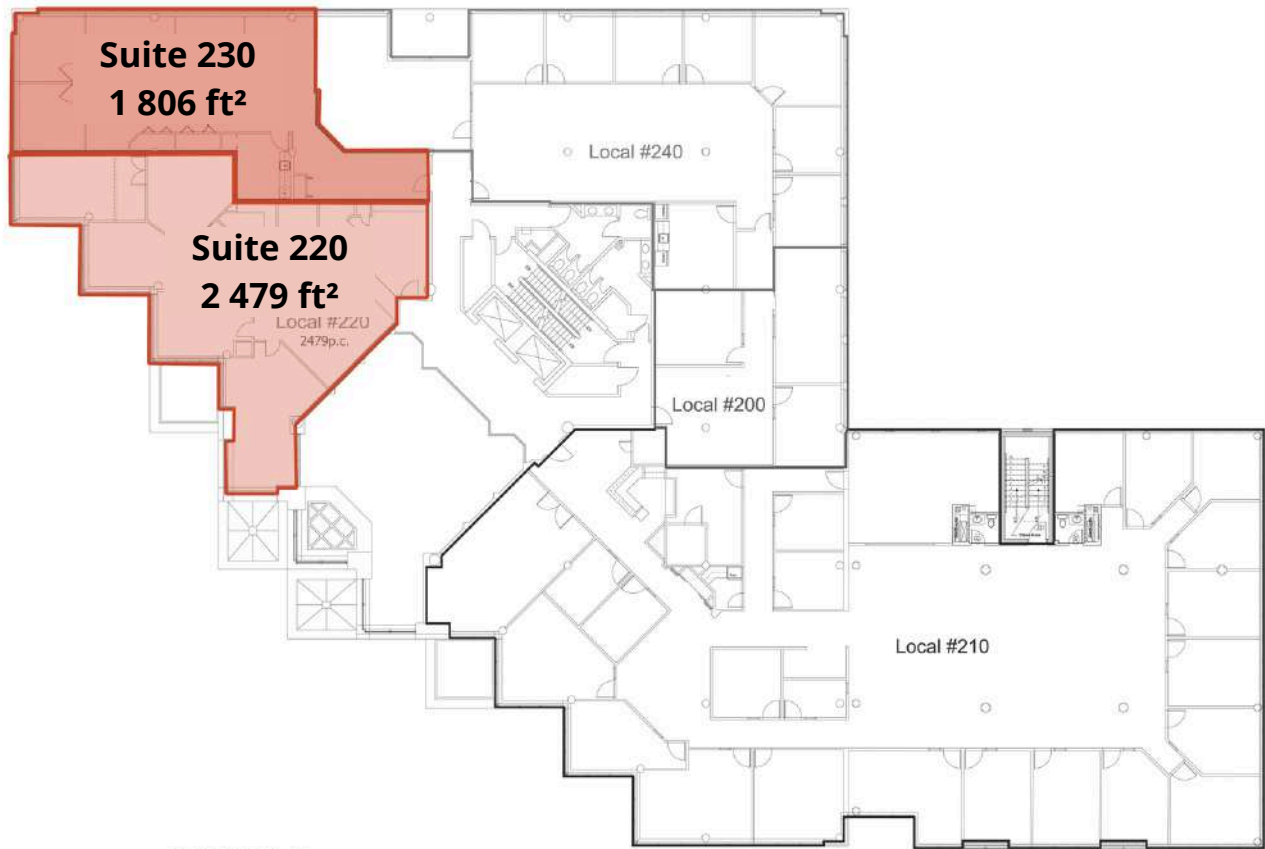 Suite 230
1 806 ft²
Local #240
Suite 220
2 479 ft²
Local #220
2479p.c.
Local #200
Local #210